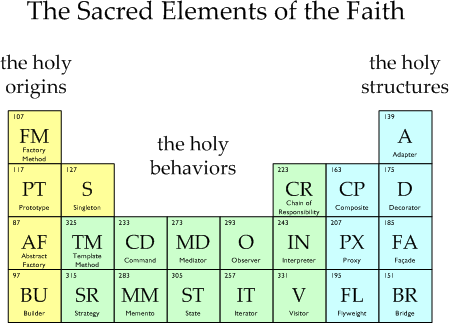 The Sacred Elements of the Faith
the holy
origins
the holy
structures
the holy
behaviors
107
FM
Factory
Method
139
A
Adapter
117
PT
Prototype
127
S
Singleton
223
CR
Chain of
Responsibility
163
CP
Composite
175
D
Decorator
87
AF
Abstract
Factory
325
TM
Template
Method
233
CD
Command
273
MD
Mediator
293
O
Observer
243
IN
Interpreter
207
PX
Proxy
185
FA
Façade
97
BU
Builder
315
SR
Strategy
283
MM
Memento
305
ST
State
257
IT
Iterator
331
V
Visitor
195
FL
Flyweight
151
BR
Bridge